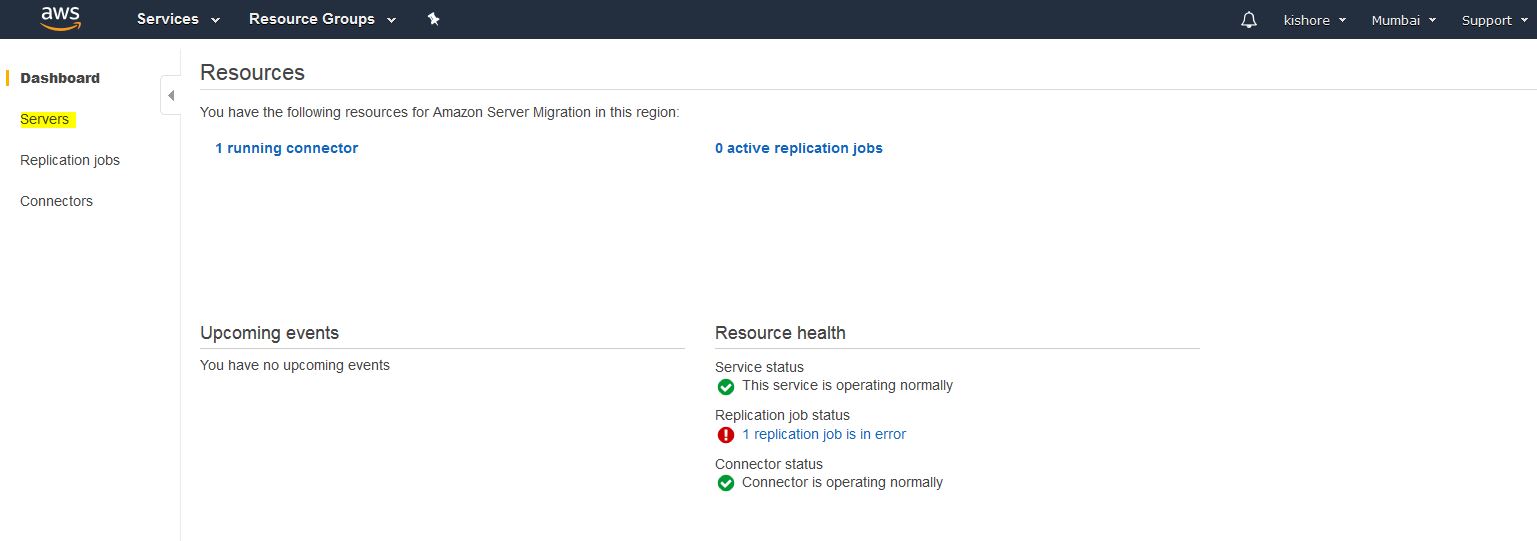 aws Services Resource Groups kishore Mumbai Support
Dashboard
Servers
Replication jobs
Connectors
Resources
You have the following resources for Amazon Server Migration in this region:
1 running connector
0 active replication jobs
Upcoming events
You have no upcoming events
Resource health
Service status
This service is operating normally
Replication job status
1 replication job is in error
Connector status
Connector is operating normally